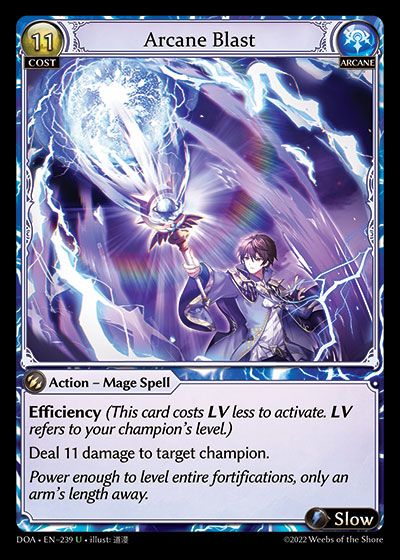 11
COST
Arcane Blast
ARCANE
Action – Mage Spell
Efficiency (This card costs LV less to activate. LV
refers to your champion's level.)
Deal 11 damage to target champion.
Power enough to level entire fortifications, only an
arm's length away.
Slow
DOA • EN–239 U • illust: 道澄
©2022 Weebs of the Shore